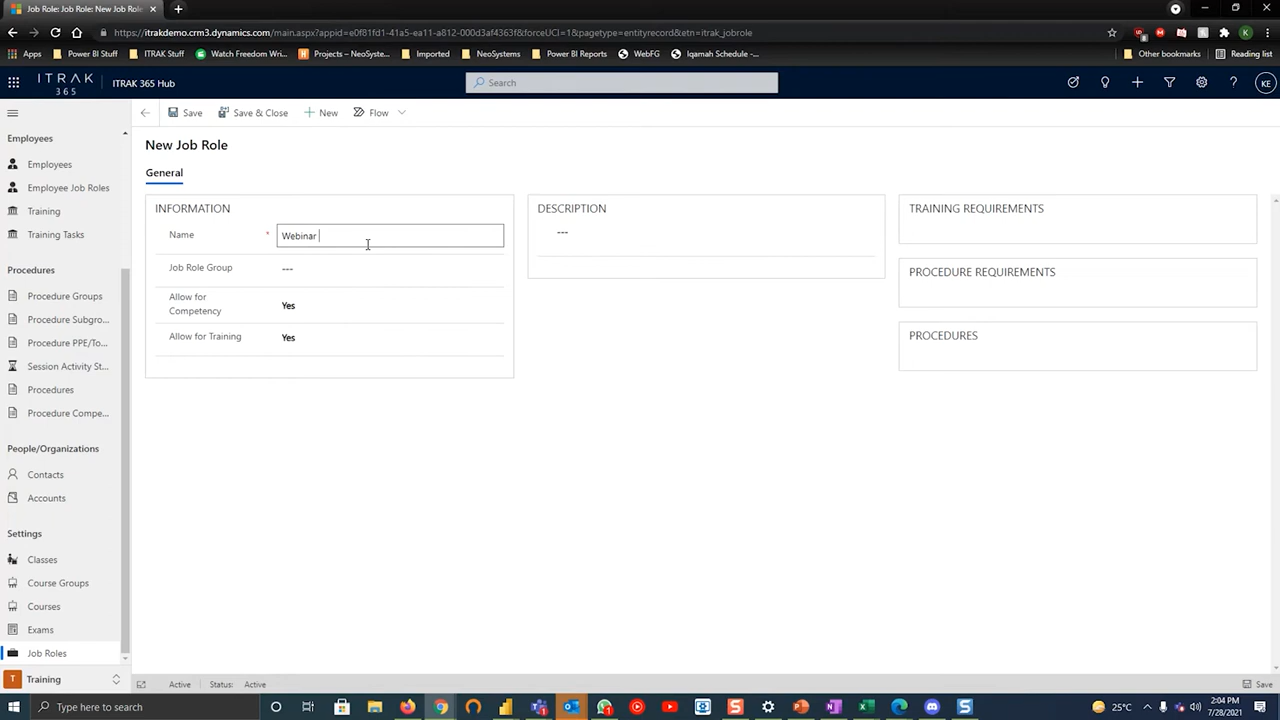 Job Role: Job Role: New Job Role
https://itrakdemo.crm3.dynamics.com/main.aspx?appid=e0f81fd1-41a5-ea11-a812-000d3af4363f&forceUCI=1&pagetype=entityrecord&etn=itrak_jobrole
Apps Power BI Stuff ITRAK Stuff Watch Freedom Wri... Projects – NeoSyste... Imported NeoSystems Power BI Reports WebFG Iqamah Schedule -... Other bookmarks Reading list
ITRAK 365 ITRAK 365 Hub Search KE
Save Save & Close New Flow
New Job Role
General
Employees
Employees
Employee Job Roles
Training
Training Tasks
Procedures
Procedure Groups
Procedure Subgro...
Procedure PPE/To...
Session Activity St...
Procedures
Procedure Compe...
People/Organizations
Contacts
Accounts
Settings
Classes
Course Groups
Courses
Exams
Job Roles
T Training
INFORMATION
Name * Webinar
Job Role Group ---
Allow for Competency Yes
Allow for Training Yes
DESCRIPTION
---
TRAINING REQUIREMENTS
PROCEDURE REQUIREMENTS
PROCEDURES
Active Status: Active Save
Type here to search
25°C
2:04 PM
7/28/2021